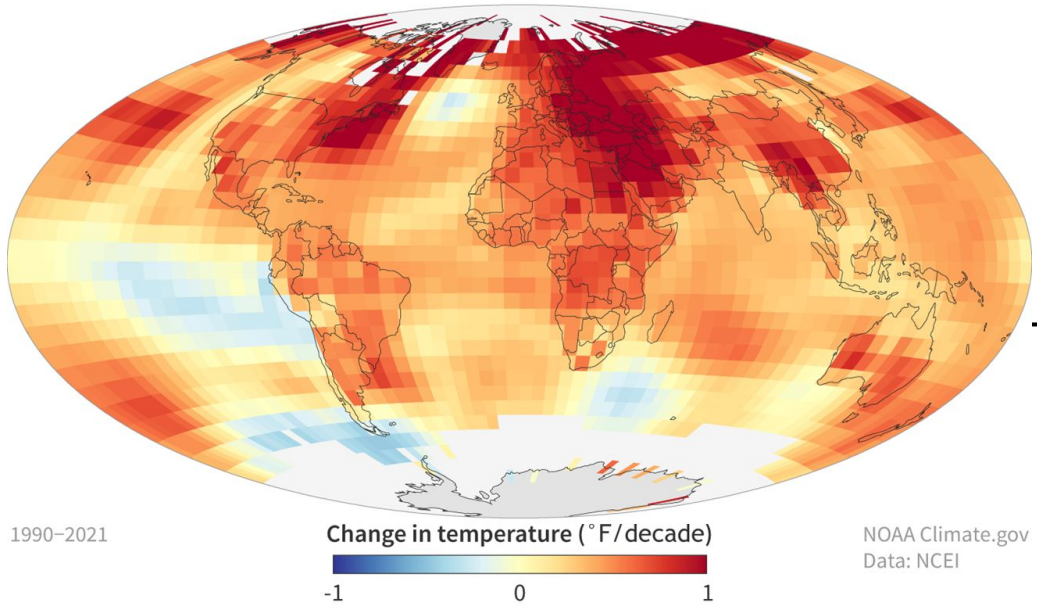 1990–2021
Change in temperature (°F/decade)
-1
0
1
NOAA Climate.gov
Data: NCEI